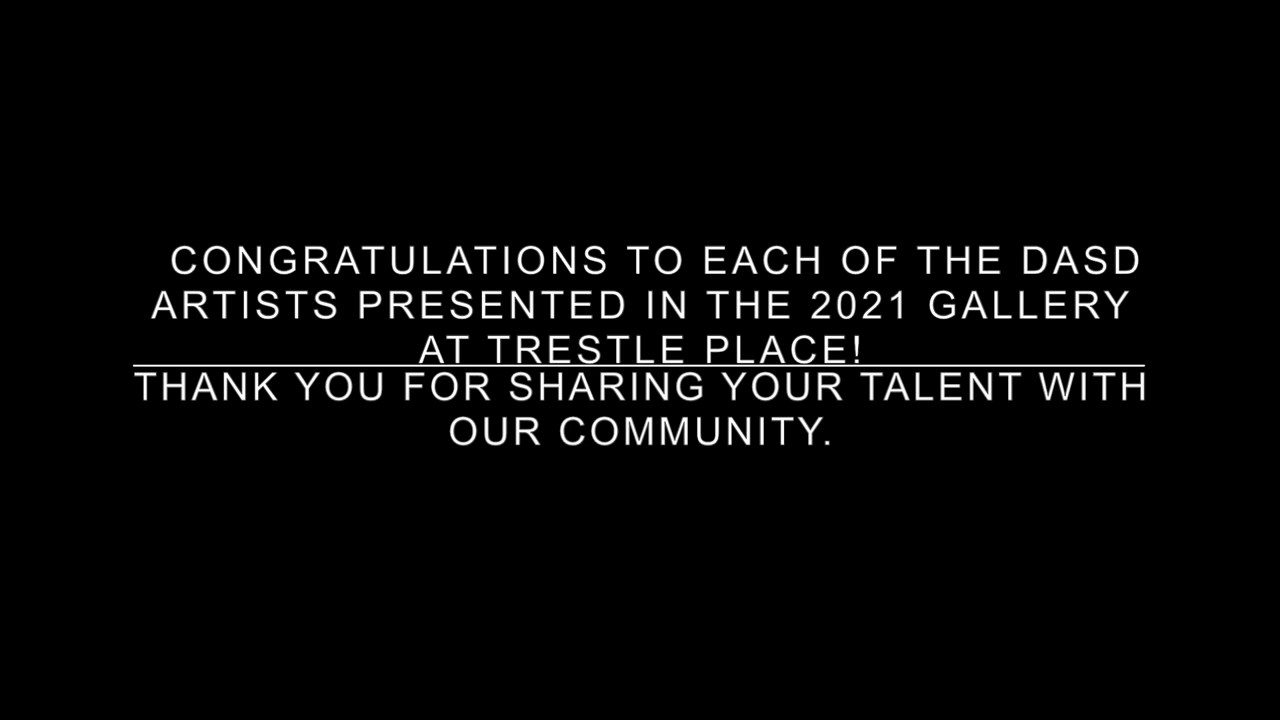 CONGRATULATIONS TO EACH OF THE DASD
ARTISTS PRESENTED IN THE 2021 GALLERY
AT TRESTLE PLACE!
THANK YOU FOR SHARING YOUR TALENT WITH
OUR COMMUNITY.